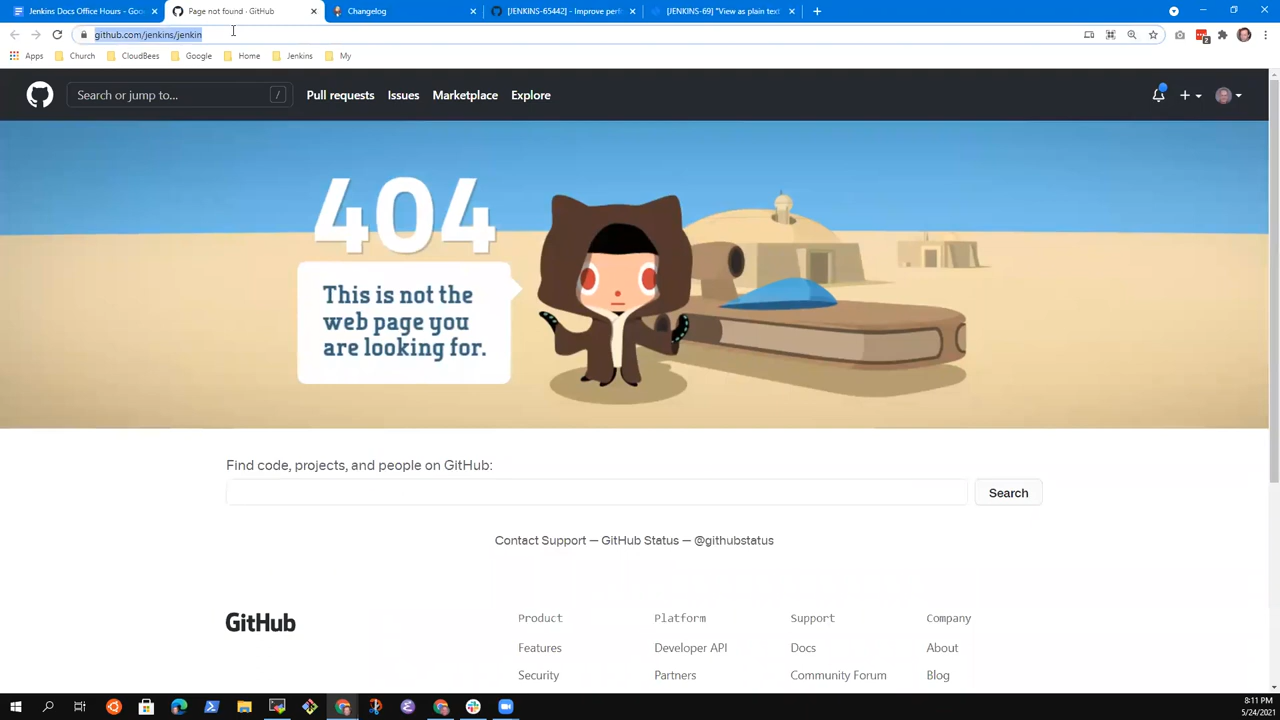 Jenkins Docs Office Hours - Goo
Page not found · GitHub
Changelog
[JENKINS-65442] - Improve perf
[JENKINS-69] "View as plain text"
github.com/jenkins/jenkin
2
Apps
Church
CloudBees
Google
Home
Jenkins
My
Search or jump to...
/
Pull requests
Issues
Marketplace
Explore
404
This is not the
web page you
are looking for.
Find code, projects, and people on GitHub:
Search
Contact Support — GitHub Status — @githubstatus
GitHub
Product
Platform
Support
Company
Features
Developer API
Docs
About
Security
Partners
Community Forum
Blog
8:11 PM
5/24/2021